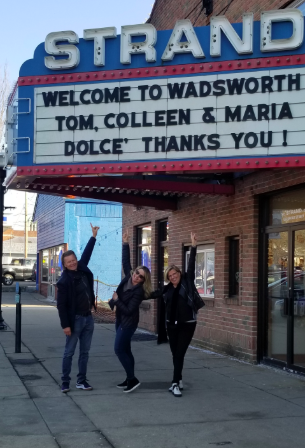 STRAND
WELCOME TO WADSWORTH
TOM, COLLEEN & MARIA
DOLCE' THANKS YOU!